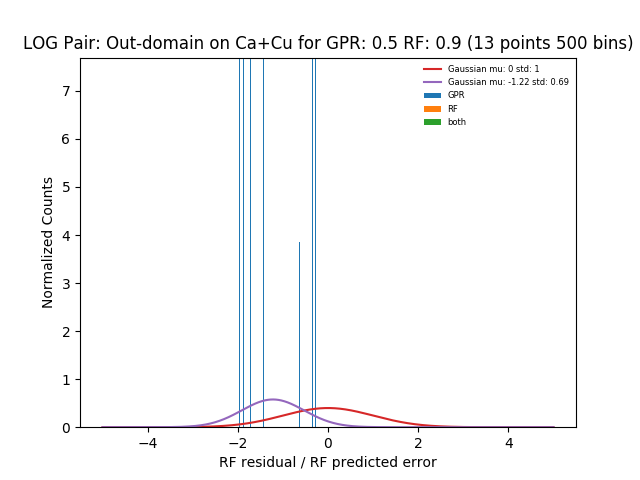 LOG Pair: Out-domain on Ca+Cu for GPR: 0.5 RF: 0.9 (13 points 500 bins)
Gaussian mu: 0 std: 1
Gaussian mu: -1.22 std: 0.69
GPR
RF
both
Normalized Counts
7
6
5
4
3
2
1
0
−4
−2
0
2
4
RF residual / RF predicted error